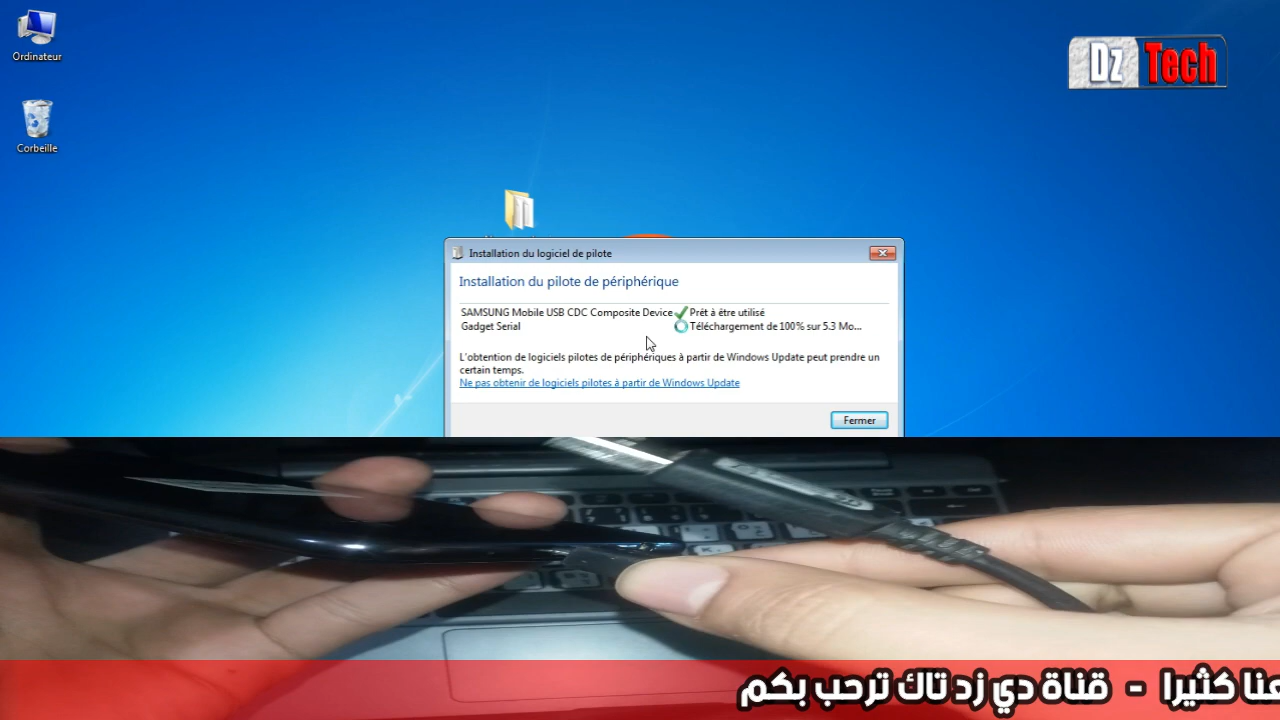 Ordinateur
Dz Tech
Corbeille
Installation du logiciel de pilote
Installation du pilote de périphérique
SAMSUNG Mobile USB CDC Composite Device Prêt à être utilisé
Gadget Serial Téléchargement de 100% sur 5.3 Mo...
L'obtention de logiciels pilotes de périphériques à partir de Windows Update peut prendre un
certain temps.
Ne pas obtenir de logiciels pilotes à partir de Windows Update
Fermer
كثيرا - قناة دي زد تاك ترحب بكم